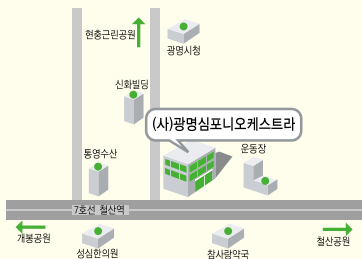 현충근린공원
광명시청
신화빌딩
(사)광명심포니오케스트라
통영수산
운동장
7호선 철산역
개봉공원
성심한의원
참사랑약국
철산공원